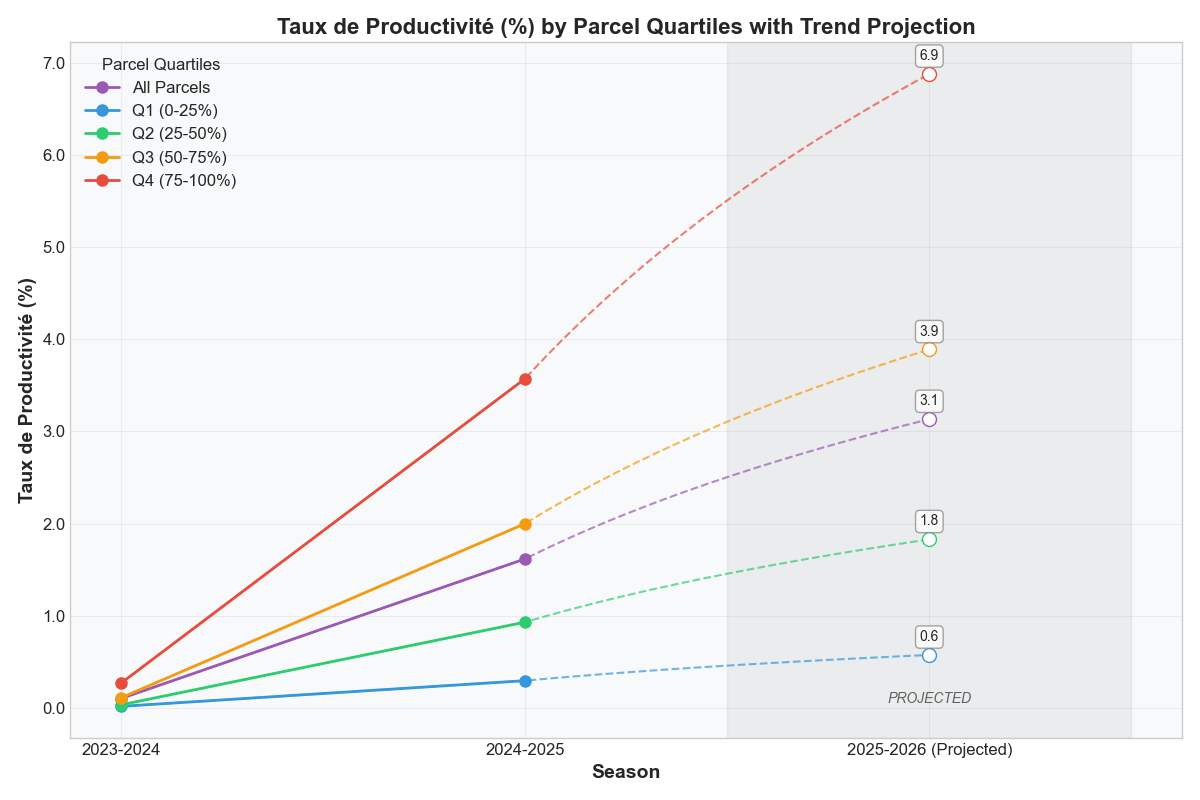 Taux de Productivité (%) by Parcel Quartiles with Trend Projection
Parcel Quartiles
All Parcels
Q1 (0-25%)
Q2 (25-50%)
Q3 (50-75%)
Q4 (75-100%)
Taux de Productivité (%)
7.0
6.0
5.0
4.0
3.0
2.0
1.0
0.0
6.9
3.9
3.1
1.8
0.6
PROJECTED
2023-2024
2024-2025
2025-2026 (Projected)
Season